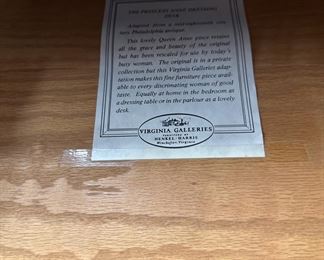 THE PRINCESS ANNE DRESSING
DESK
Adapted from a mid-eighteenth cen-
tury Philadelphia antique.
This lovely Queen Anne piece retains
all the grace and beauty of the original
but has been rescaled for use by today's
busy woman. The original is in a private
collection but this Virginia Galleries adap-
tation makes this fine furniture piece avail-
able to every discriminating woman of good
taste. Equally at home in the bedroom as
a dressing table or in the parlour as a lovely
desk.
VIRGINIA GALLERIES
HENKEL-HARRIS
Winchester, Virginia